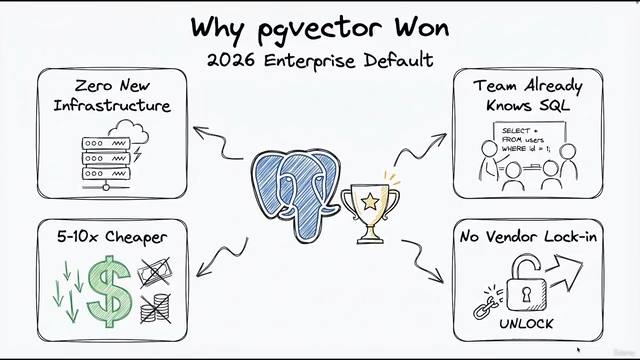 Why pgvector Won
2026 Enterprise Default
Zero New
Infrastructure
Team Already
Knows SQL
SELECT *
FROM users
WHERE id = 1;
5-10x Cheaper
$
No Vendor Lock-in
UNLOCK